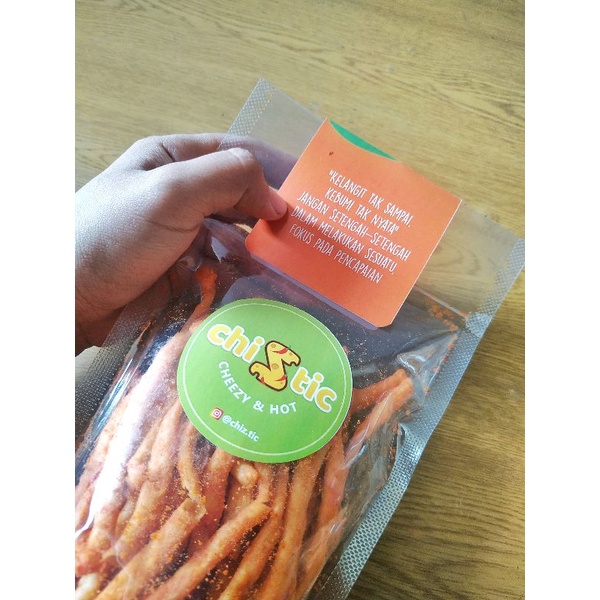 "KELANGIT TAK SAMPAI,
KEBUMI TAK NYATA"
JANGAN SETENGAH-SETENGAH
DALAM MELAKUKAN SESUATU,
FOKUS PADA PENCAPAIAN
chiztic
CHEEZY & HOT
@chiz.tic